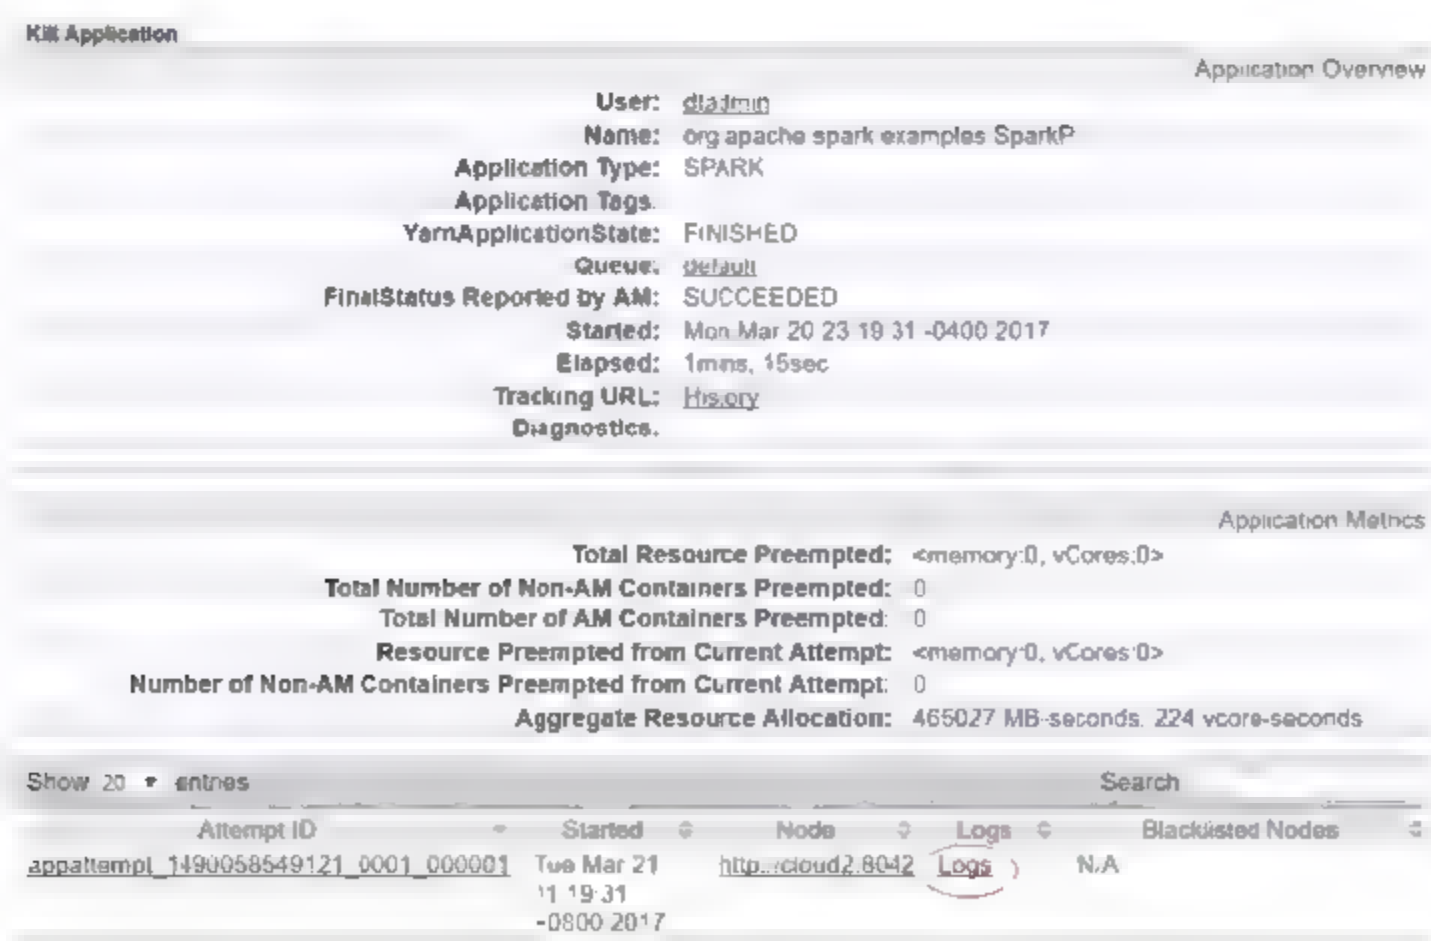 Kill Application
Application Overview
User: dladmin
Name: org apache spark examples SparkP
Application Type: SPARK
Application Tags.
YarnApplicationState: FINISHED
Queue: default
FinalStatus Reported by AM: SUCCEEDED
Started: Mon Mar 20 23 19 31 -0400 2017
Elapsed: 1mins, 15sec
Tracking URL: History
Diagnostics.
Application Metrics
Total Resource Preempted: <memory:0, vCores:0>
Total Number of Non-AM Containers Preempted: 0
Total Number of AM Containers Preempted: 0
Resource Preempted from Current Attempt: <memory:0, vCores:0>
Number of Non-AM Containers Preempted from Current Attempt: 0
Aggregate Resource Allocation: 465027 MB-seconds, 224 vcore-seconds
Show 20 entries Search
Attempt ID Started Node Logs Blacklisted Nodes
appattempt_1490058549121_0001_000001 Tue Mar 21 http://cloud2:8042 Logs N/A
11 19:31
-0800 2017